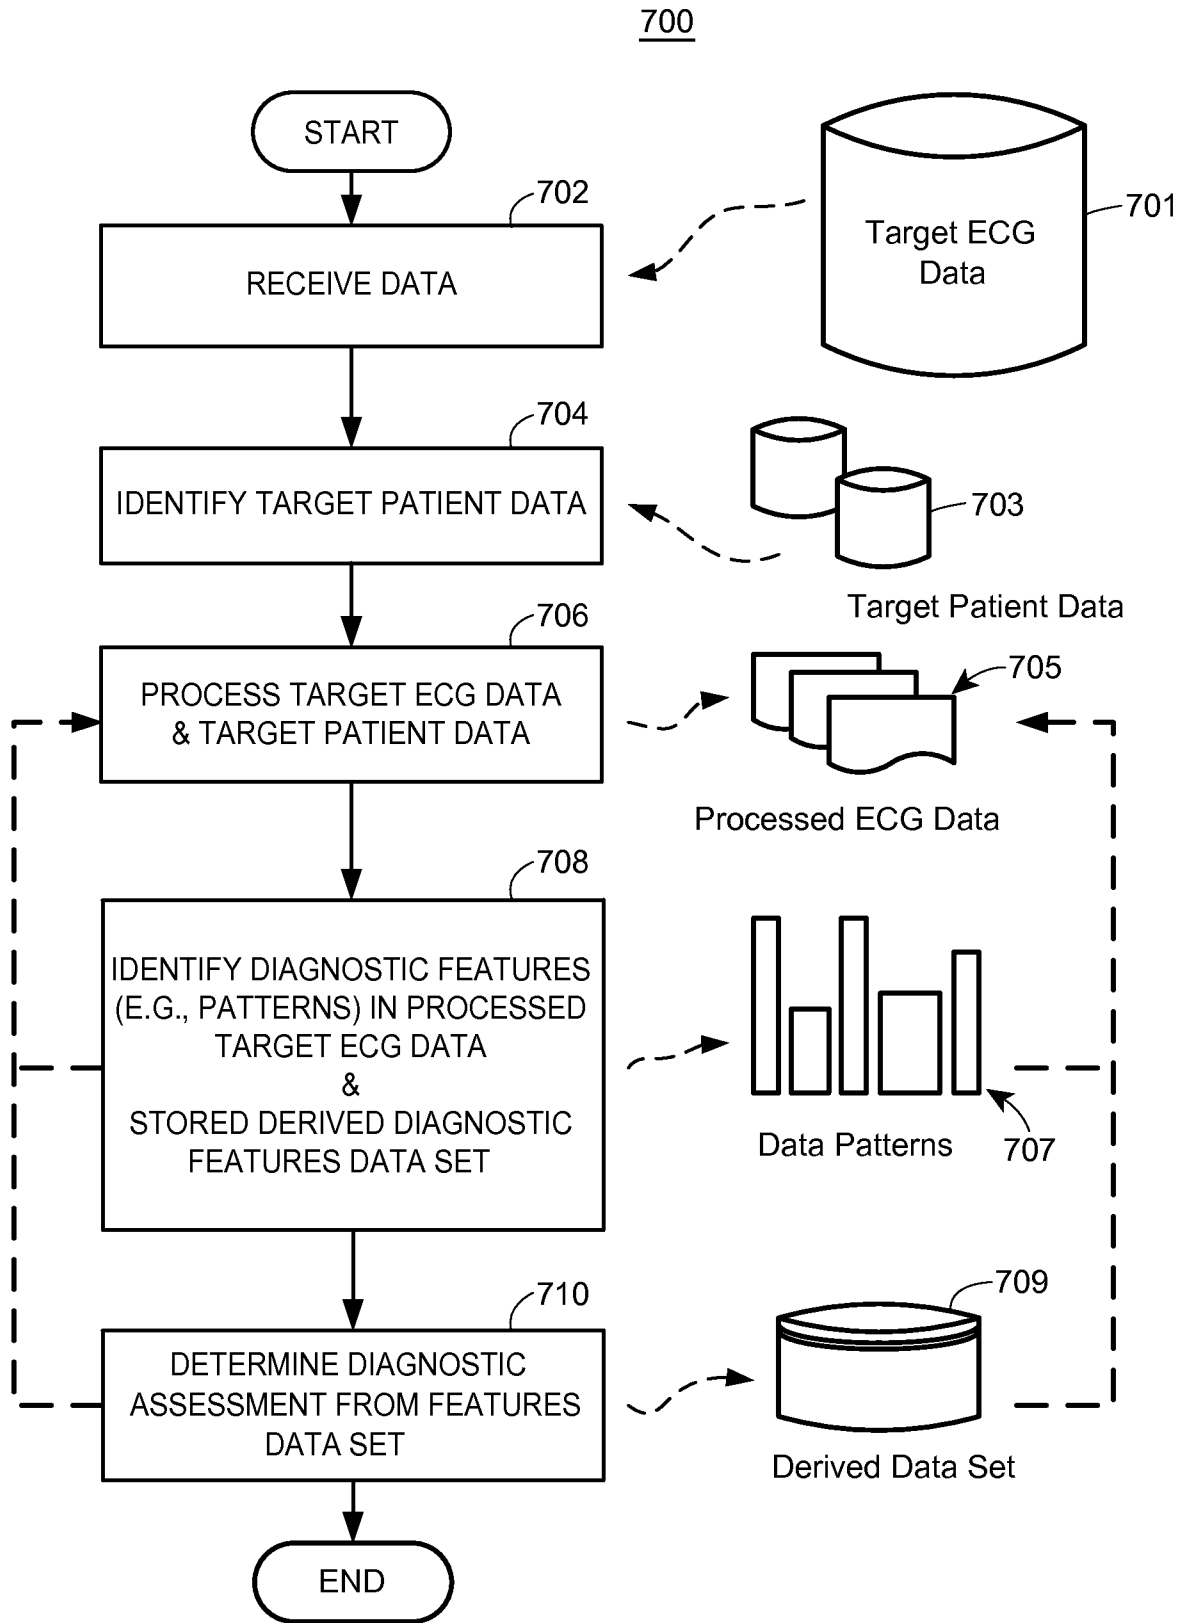 700
START
702
RECEIVE DATA
Target ECG
Data
701
704
IDENTIFY TARGET PATIENT DATA
703
Target Patient Data
706
PROCESS TARGET ECG DATA
& TARGET PATIENT DATA
705
Processed ECG Data
708
IDENTIFY DIAGNOSTIC FEATURES
(E.G., PATTERNS) IN PROCESSED
TARGET ECG DATA
&
STORED DERIVED DIAGNOSTIC
FEATURES DATA SET
Data Patterns
707
710
DETERMINE DIAGNOSTIC
ASSESSMENT FROM FEATURES
DATA SET
709
Derived Data Set
END